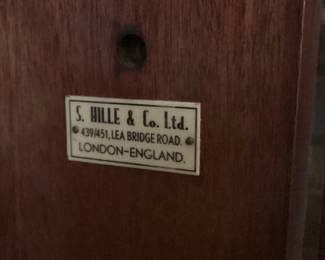 S. HILLE & Co. Ltd.
439/451, LEA BRIDGE ROAD.
LONDON-ENGLAND.